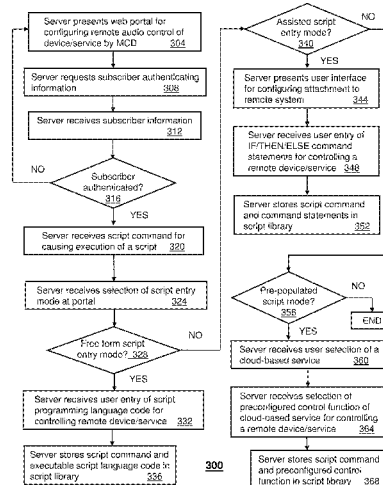 Server presents web portal for
configuring remote audio control of
device/service by MCD 304
Server requests subscriber authenticating
information 308
Server receives subscriber information
312
NO
Subscriber
authenticated?
316
YES
Server receives script command for
causing execution of a script 320
Server receives selection of script entry
mode at portal 324
Free form script
entry mode? 328
NO
YES
Server receives user entry of script
programming language code for
controlling remote device/service 332
Server stores script command and
executable script language code in
script library 336
300
Assisted script
entry mode?
340
NO
YES
Server presents user interface
for configuring attachment to
remote system 344
Server receives user entry of
IF/THEN/ELSE command
statements for controlling a
remote device/service 348
Server stores script command
and command statements in
script library 352
Pre-populated
script mode?
356
NO
END
YES
Server receives user selection of a
cloud-based service 360
Server receives selection of
preconfigured control function of
cloud-based service for controlling
a remote device/service 364
Server stores script command
and preconfigured control
function in script library 368